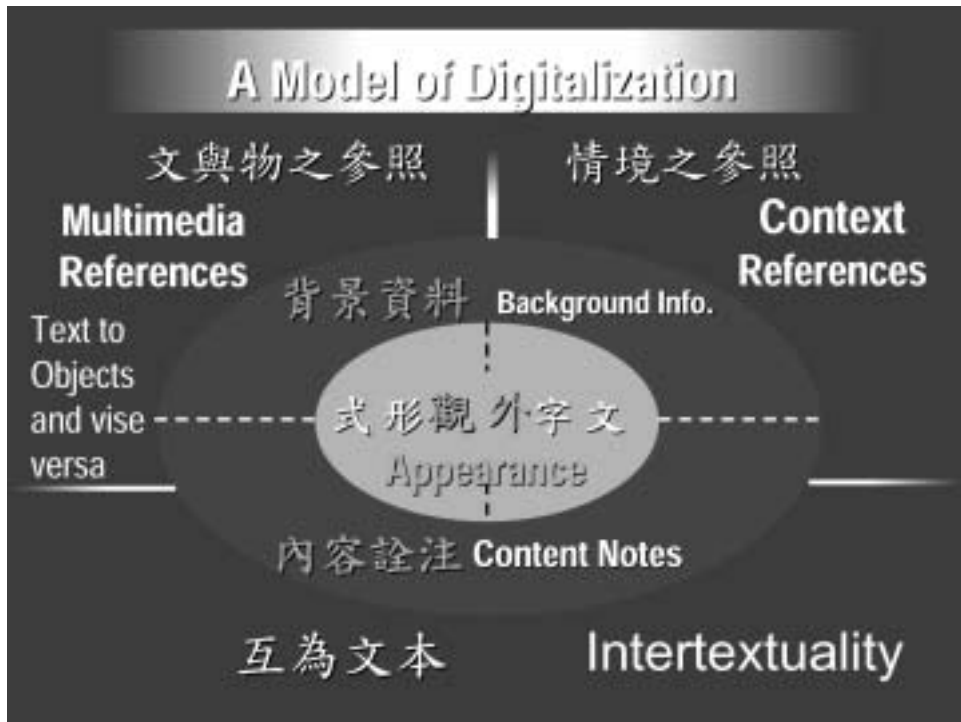 A Model of Digitalization
文與物之參照
情境之參照
Multimedia
References
Context
References
背景資料 Background Info.
Text to
Objects
and vise
versa
式形觀外字文
Appearance
內容詮注 Content Notes
互為文本 Intertextuality